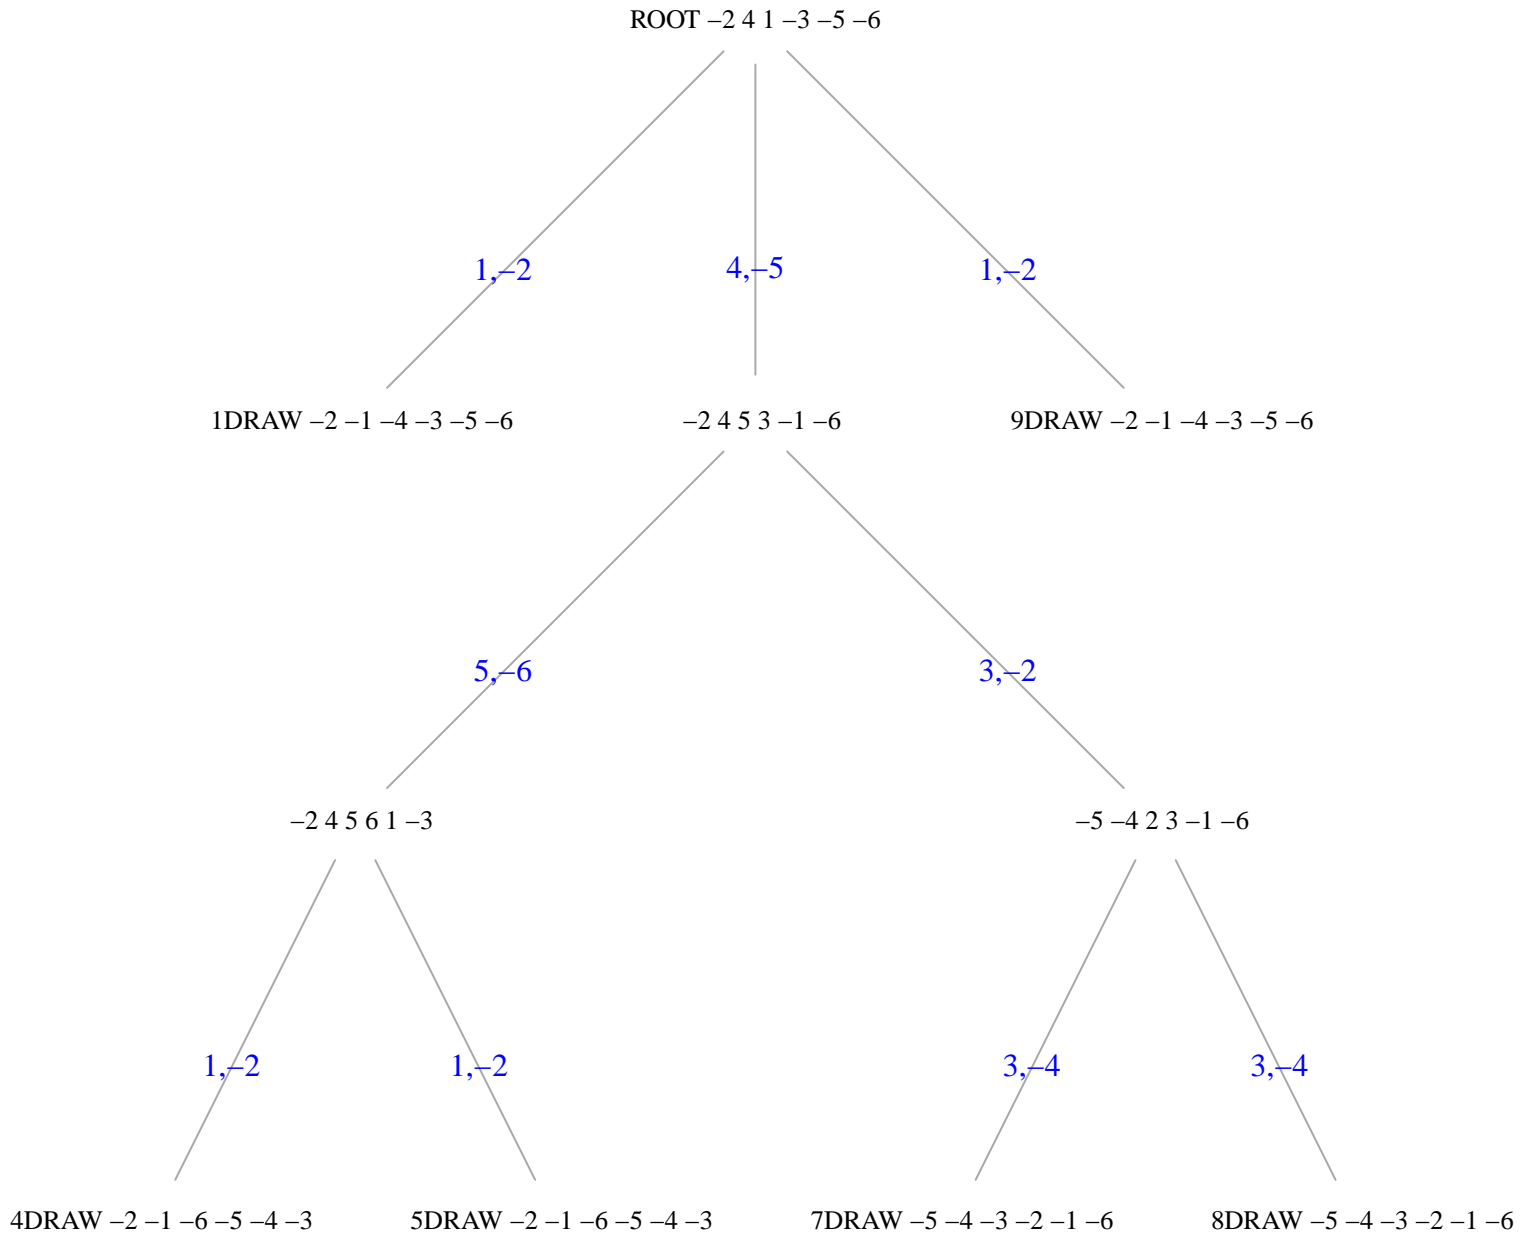 ROOT –2 4 1 –3 –5 –6
1,–2
4,–5
1,–2
1DRAW –2 –1 –4 –3 –5 –6
–2 4 5 3 –1 –6
9DRAW –2 –1 –4 –3 –5 –6
5,–6
3,–2
–2 4 5 6 1 –3
–5 –4 2 3 –1 –6
1,–2
1,–2
3,–4
3,–4
4DRAW –2 –1 –6 –5 –4 –3
5DRAW –2 –1 –6 –5 –4 –3
7DRAW –5 –4 –3 –2 –1 –6
8DRAW –5 –4 –3 –2 –1 –6